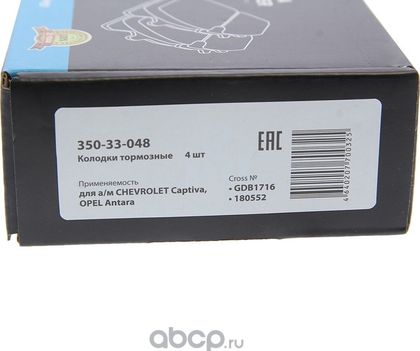 350-33-048
Колодки тормозные 4 шт
Применяемость
для а/м CHEVROLET Captiva,
OPEL Antara
EAC
Cross №
• GDB1716
• 180552
4640207700325
abcp.ru